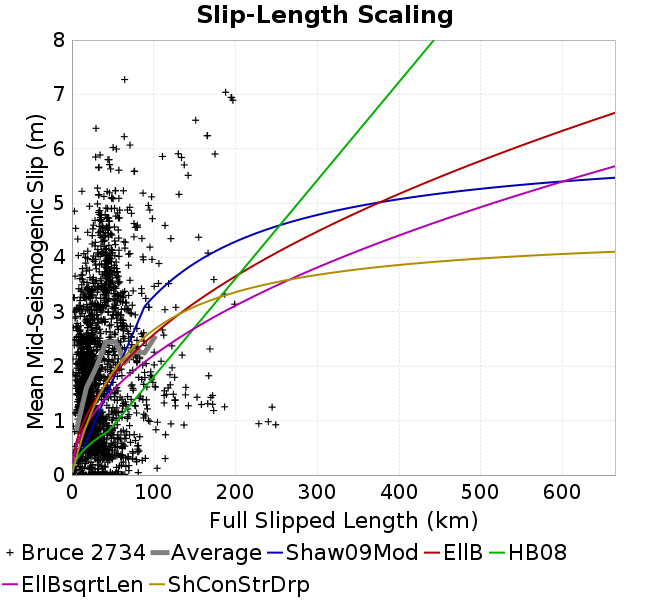 Slip-Length Scaling
Mean Mid-Seismogenic Slip (m)
8
7
6
5
4
3
2
1
0
0 100 200 300 400 500 600
Full Slipped Length (km)
Bruce 2734 Average Shaw09Mod EllB HB08
EllBsqrtLen ShConStrDrp